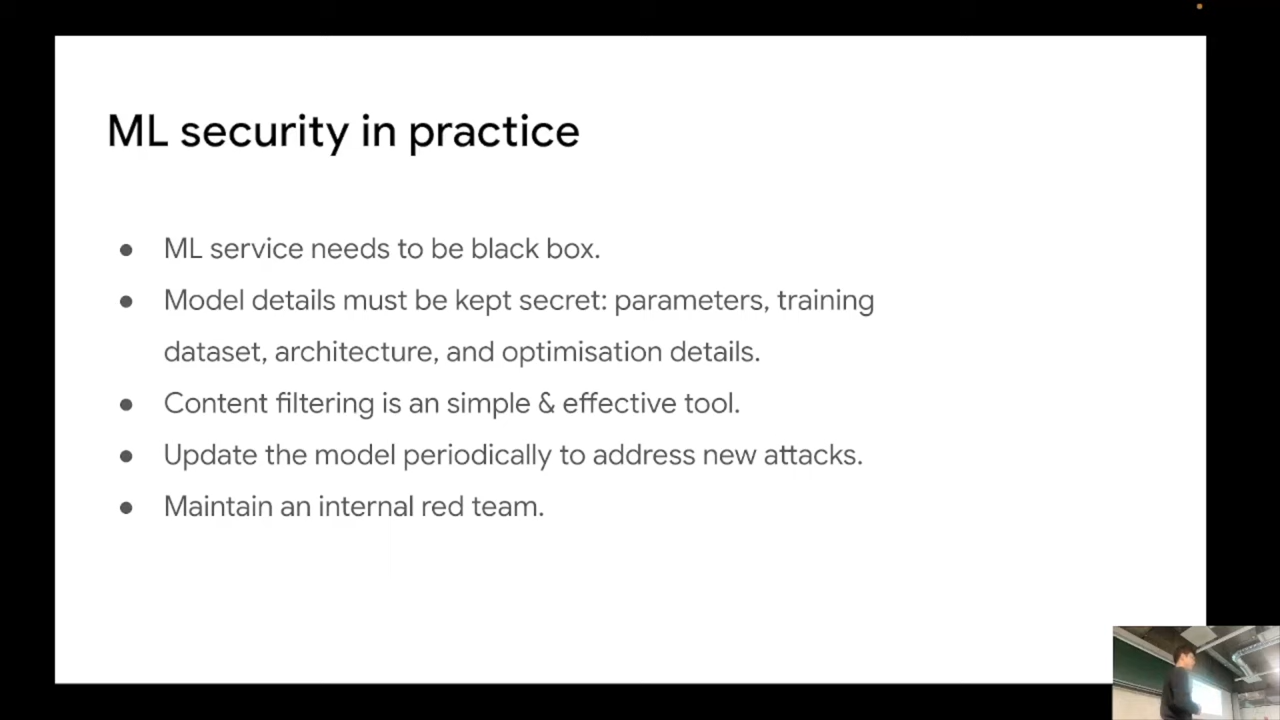 ML security in practice
● ML service needs to be black box.
● Model details must be kept secret: parameters, training
dataset, architecture, and optimisation details.
● Content filtering is an simple & effective tool.
● Update the model periodically to address new attacks.
● Maintain an internal red team.